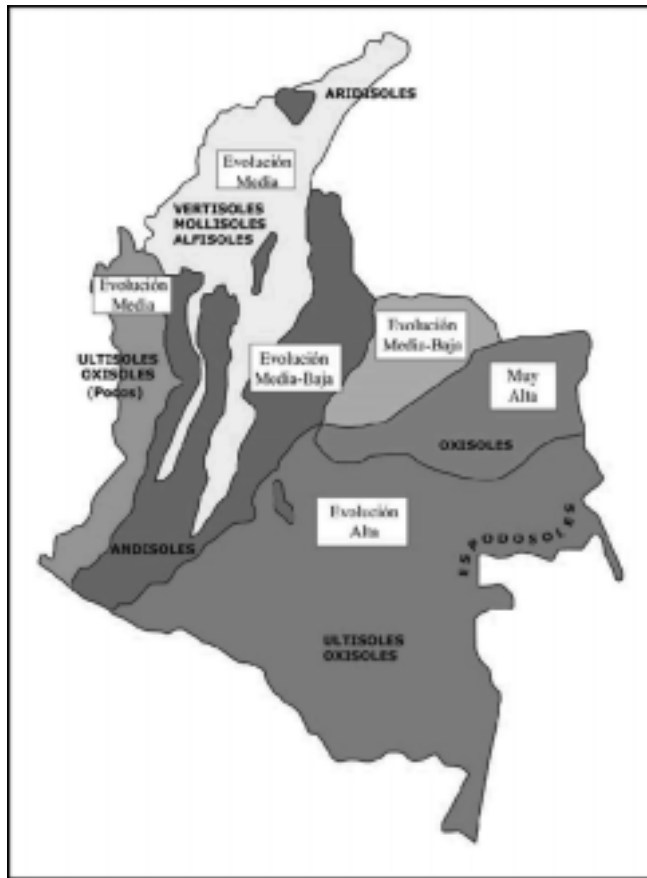 ARIDISOLES
Evolución
Media
VERTISOLES
MOLLISOLES
ALFISOLES
Evolución
Media
ULTISOLES
OXISOLES
(Pocos)
Evolución
Media-Baja
Evolución
Media-Baja
Muy
Alta
OXISOLES
Evolución
Alta
ESPODOSOLES
ANDISOLES
ULTISOLES
OXISOLES